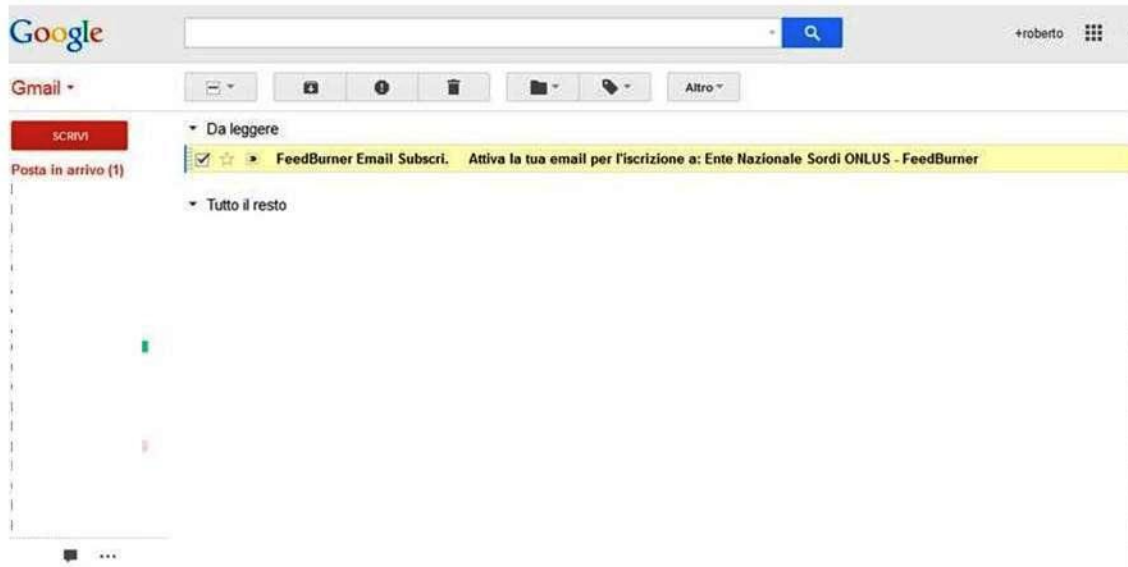 Google
+roberto
Gmail
Altro
SCRIVI
Da leggere
Posta in arrivo (1)
FeedBurner Email Subscri. Attiva la tua email per l'iscrizione a: Ente Nazionale Sordi ONLUS - FeedBurner
Tutto il resto